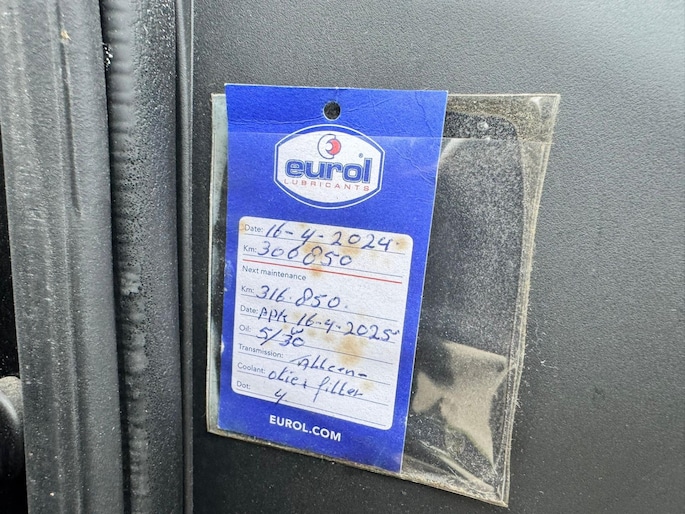 eurol®
LUBRICANTS
Date: 16-4-2024
Km: 306850
Next maintenance
Km: 316.850.
Date: APK 16-4-2025
Oil: 5/30
Transmission: Alleen
Coolant: olie + filter
Dot: 4
EUROL.COM